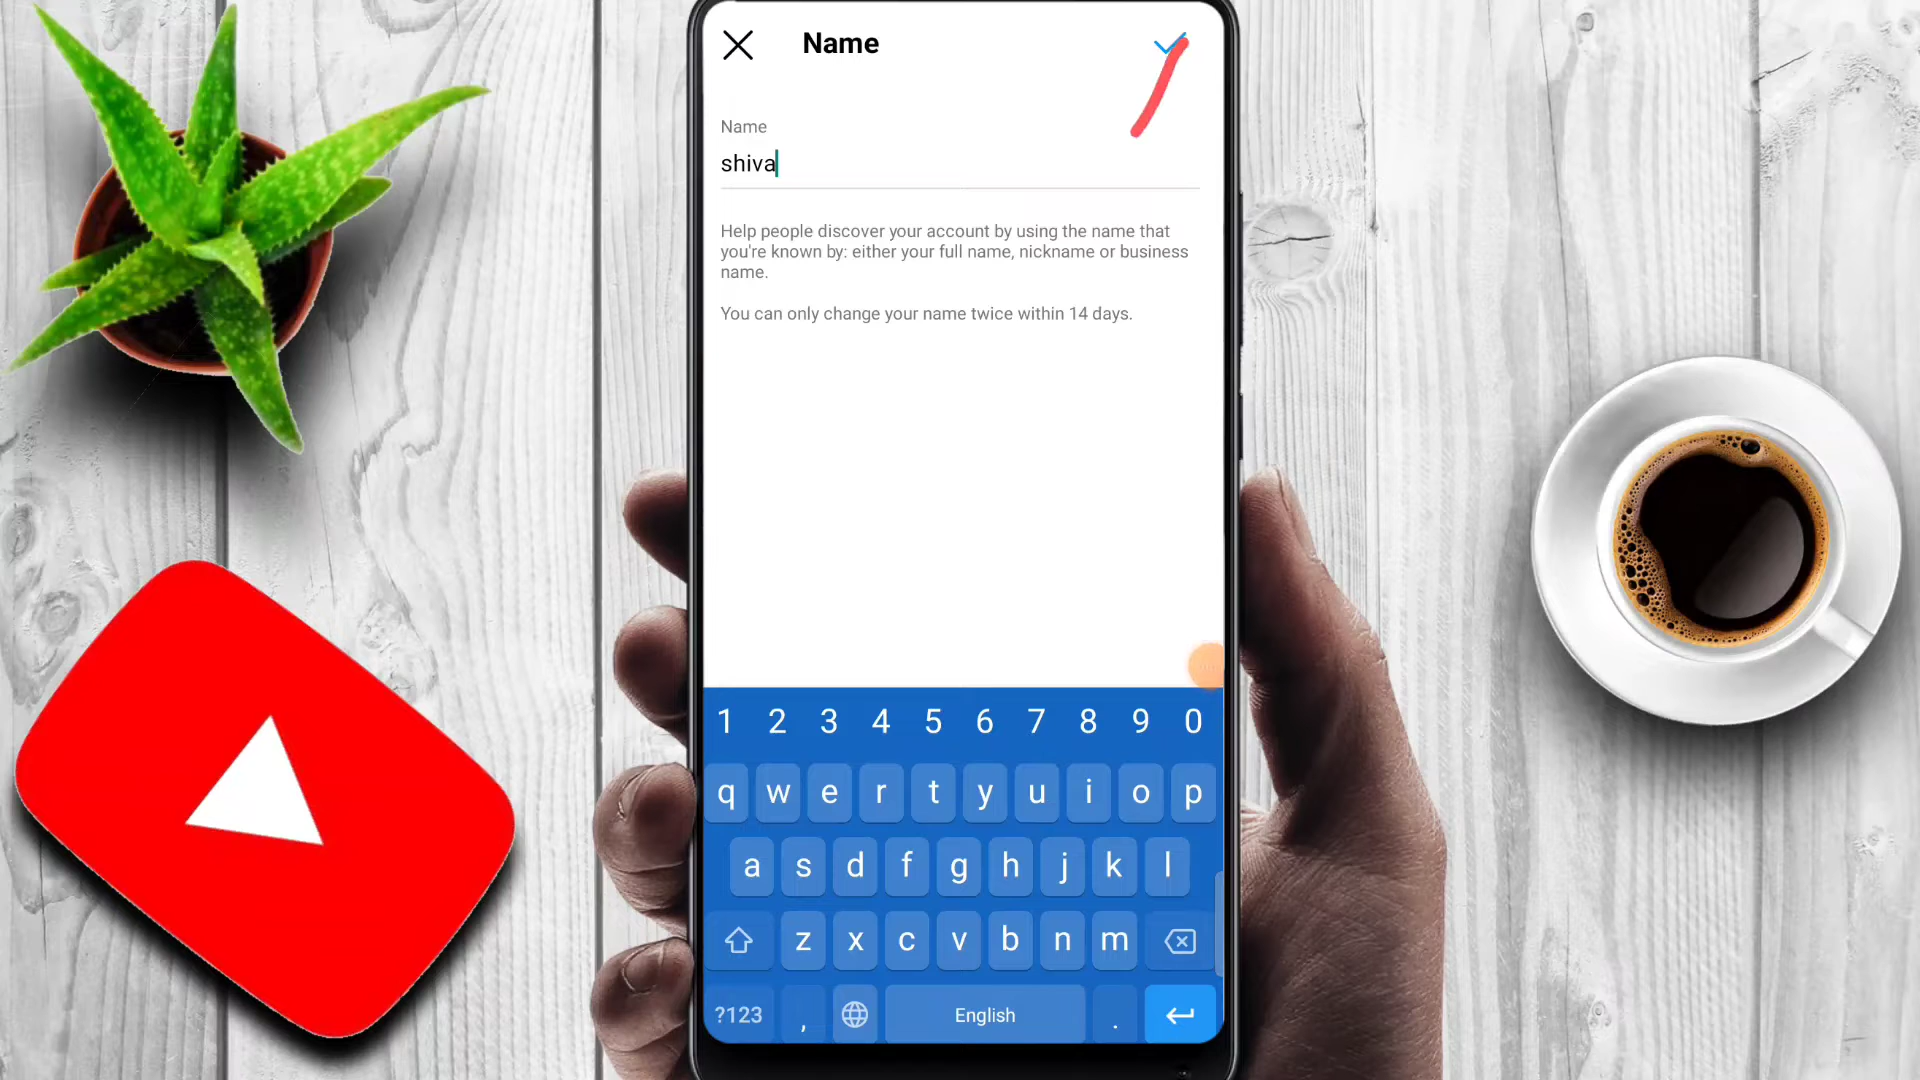 Name
Name
shiva
Help people discover your account by using the name that
you're known by: either your full name, nickname or business
name.
You can only change your name twice within 14 days.
1 2 3 4 5 6 7 8 9 0
q w e r t y u i o p
a s d f g h j k l
z x c v b n m
?123 , English .